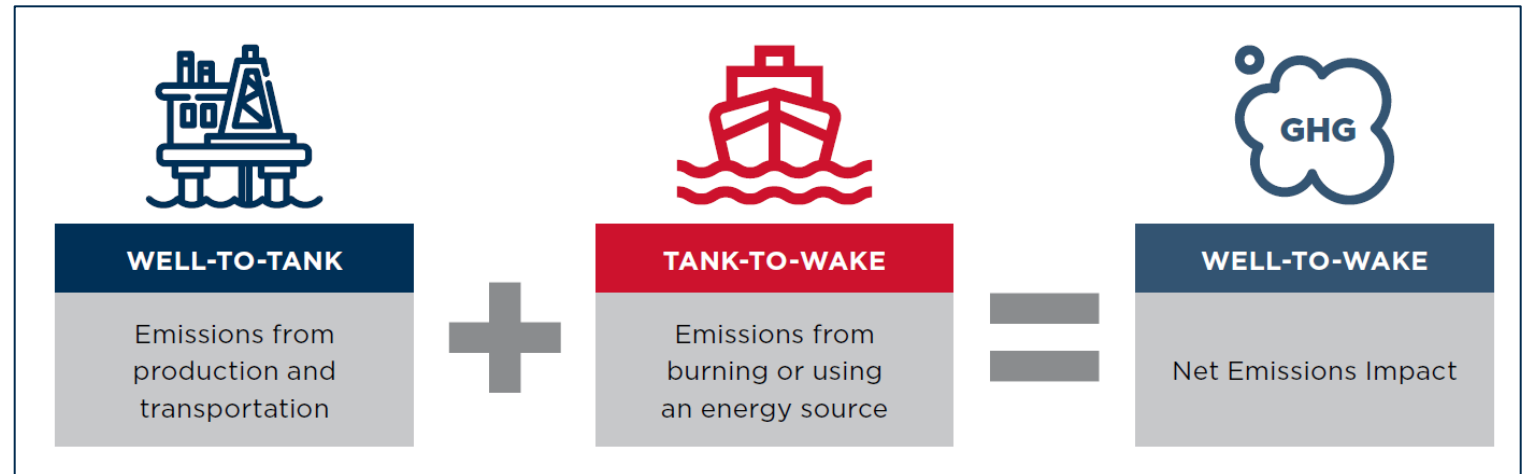 WELL-TO-TANK
Emissions from
production and
transportation
TANK-TO-WAKE
Emissions from
burning or using
an energy source
GHG
WELL-TO-WAKE
Net Emissions Impact